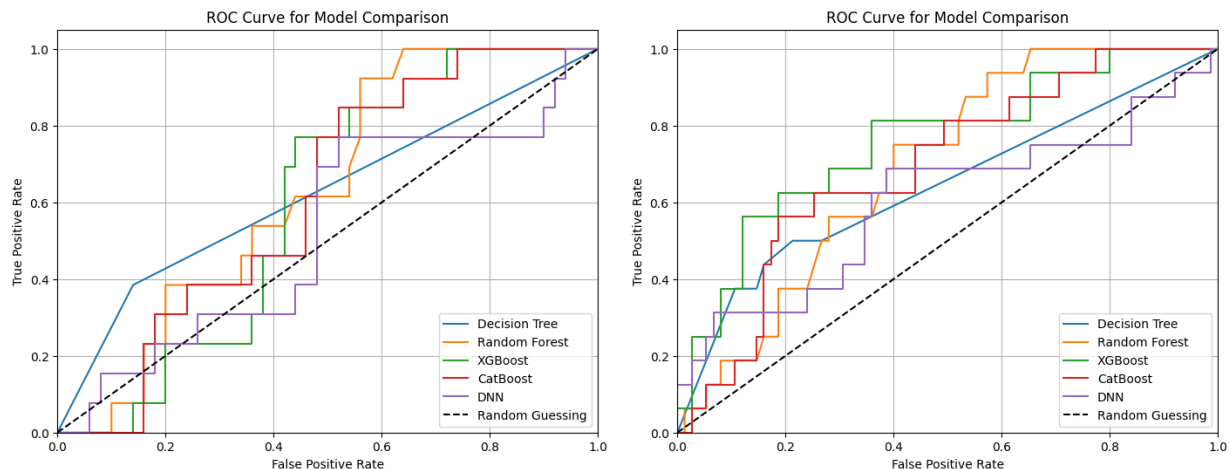 ROC Curve for Model Comparison
True Positive Rate
1.0
0.8
0.6
0.4
0.2
0.0
Decision Tree
Random Forest
XGBoost
CatBoost
DNN
Random Guessing
0.0 0.2 0.4 0.6 0.8 1.0
False Positive Rate
ROC Curve for Model Comparison
True Positive Rate
1.0
0.8
0.6
0.4
0.2
0.0
Decision Tree
Random Forest
XGBoost
CatBoost
DNN
Random Guessing
0.0 0.2 0.4 0.6 0.8 1.0
False Positive Rate